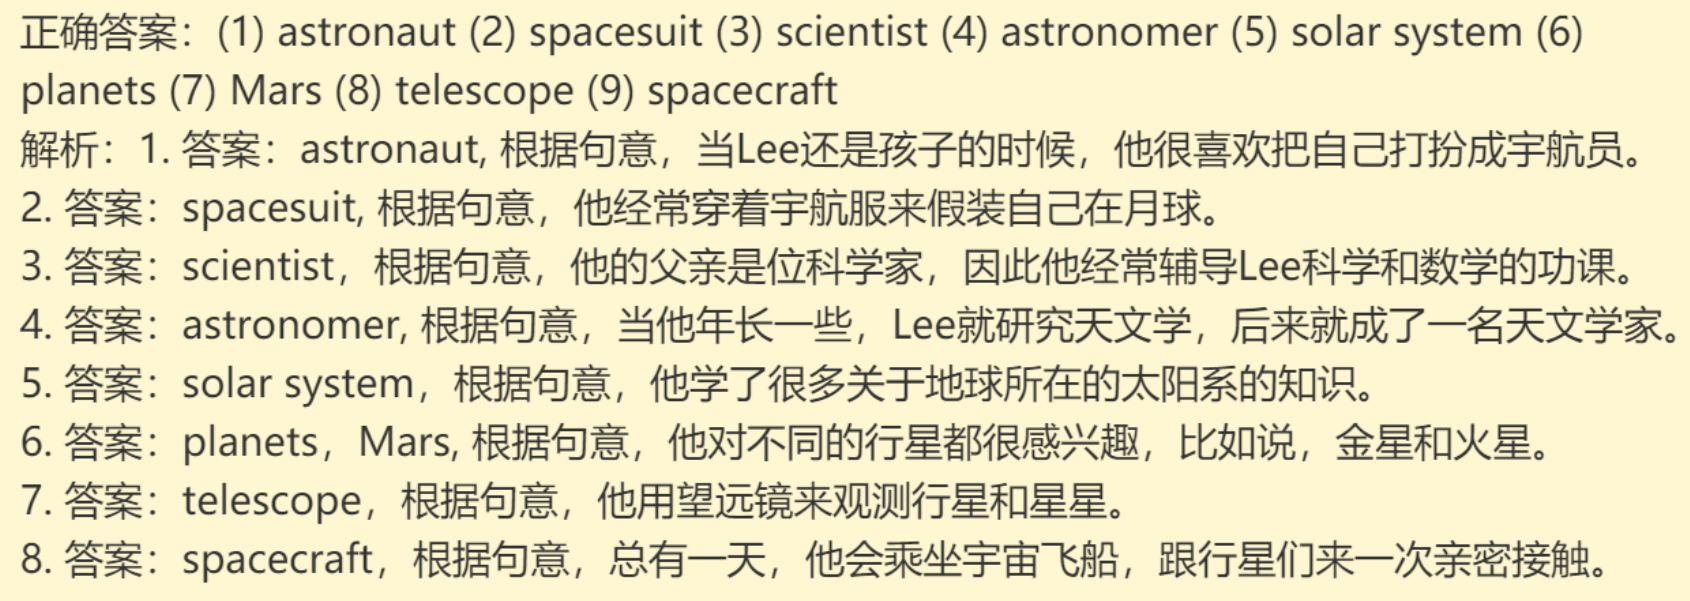 正确答案：(1) astronaut (2) spacesuit (3) scientist (4) astronomer (5) solar system (6)
planets (7) Mars (8) telescope (9) spacecraft
解析：1. 答案：astronaut, 根据句意，当Lee还是孩子的时候，他很喜欢把自己打扮成宇航员。
2. 答案：spacesuit, 根据句意，他经常穿着宇航服来假装自己在月球。
3. 答案：scientist，根据句意，他的父亲是位科学家，因此他经常辅导Lee科学和数学的功课。
4. 答案：astronomer, 根据句意，当他年长一些，Lee就研究天文学，后来就成了一名天文学家。
5. 答案：solar system，根据句意，他学了很多关于地球所在的太阳系的知识。
6. 答案：planets，Mars, 根据句意，他对不同的行星都很感兴趣，比如说，金星和火星。
7. 答案：telescope，根据句意，他用望远镜来观测行星和星星。
8. 答案：spacecraft，根据句意，总有一天，他会乘坐宇宙飞船，跟行星们来一次亲密接触。